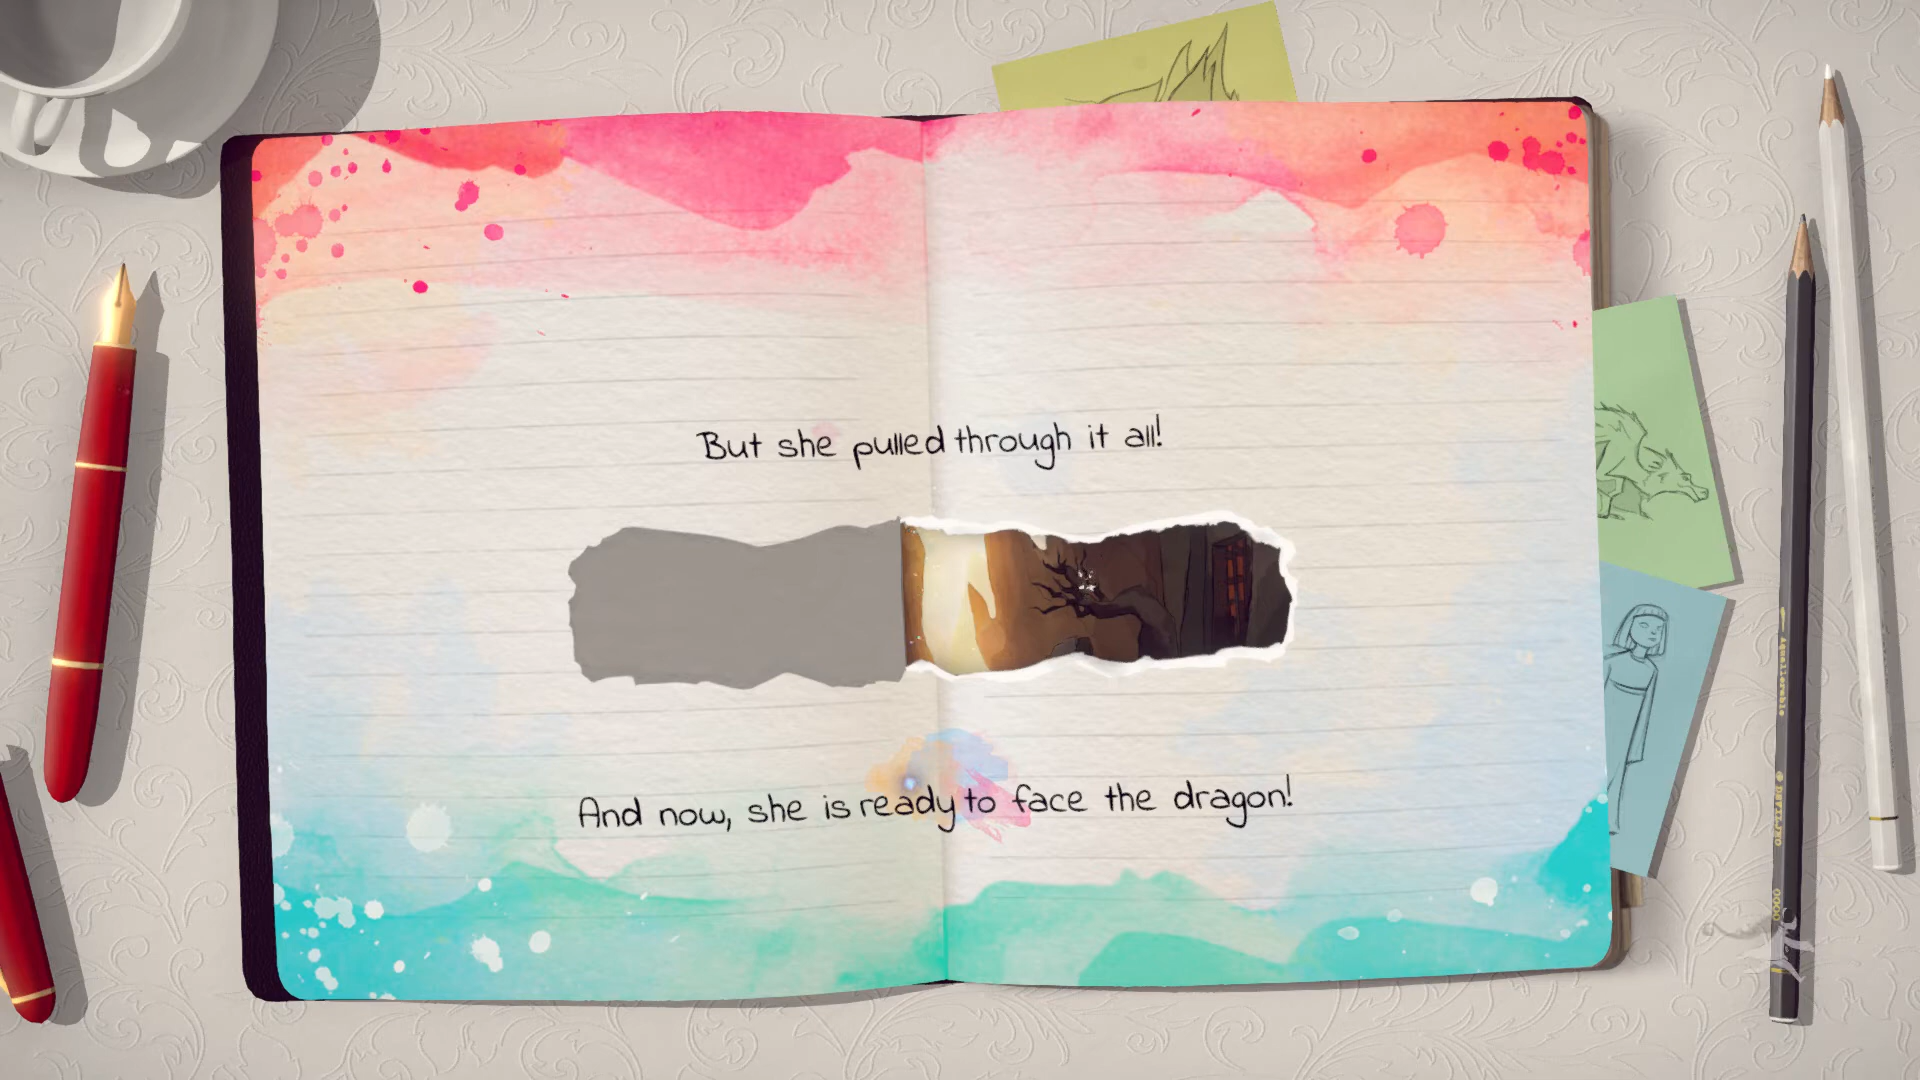 But she pulled through it all!
And now, she is ready to face the dragon!